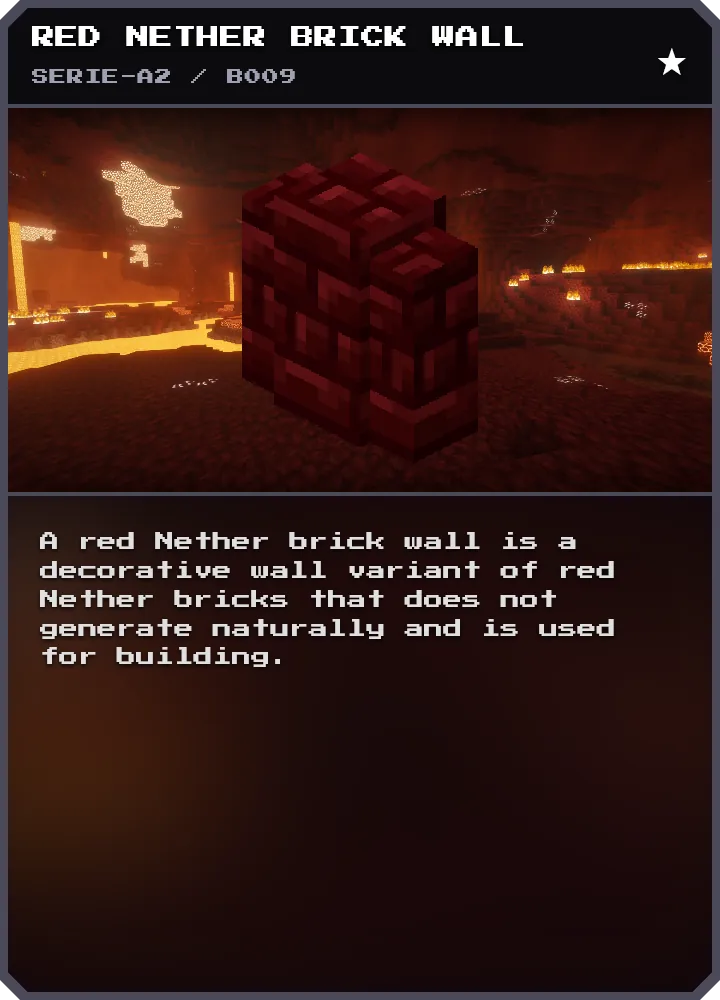 RED NETHER BRICK WALL
SERIE-A2 / B009
A red Nether brick wall is a
decorative wall variant of red
Nether bricks that does not
generate naturally and is used
for building.